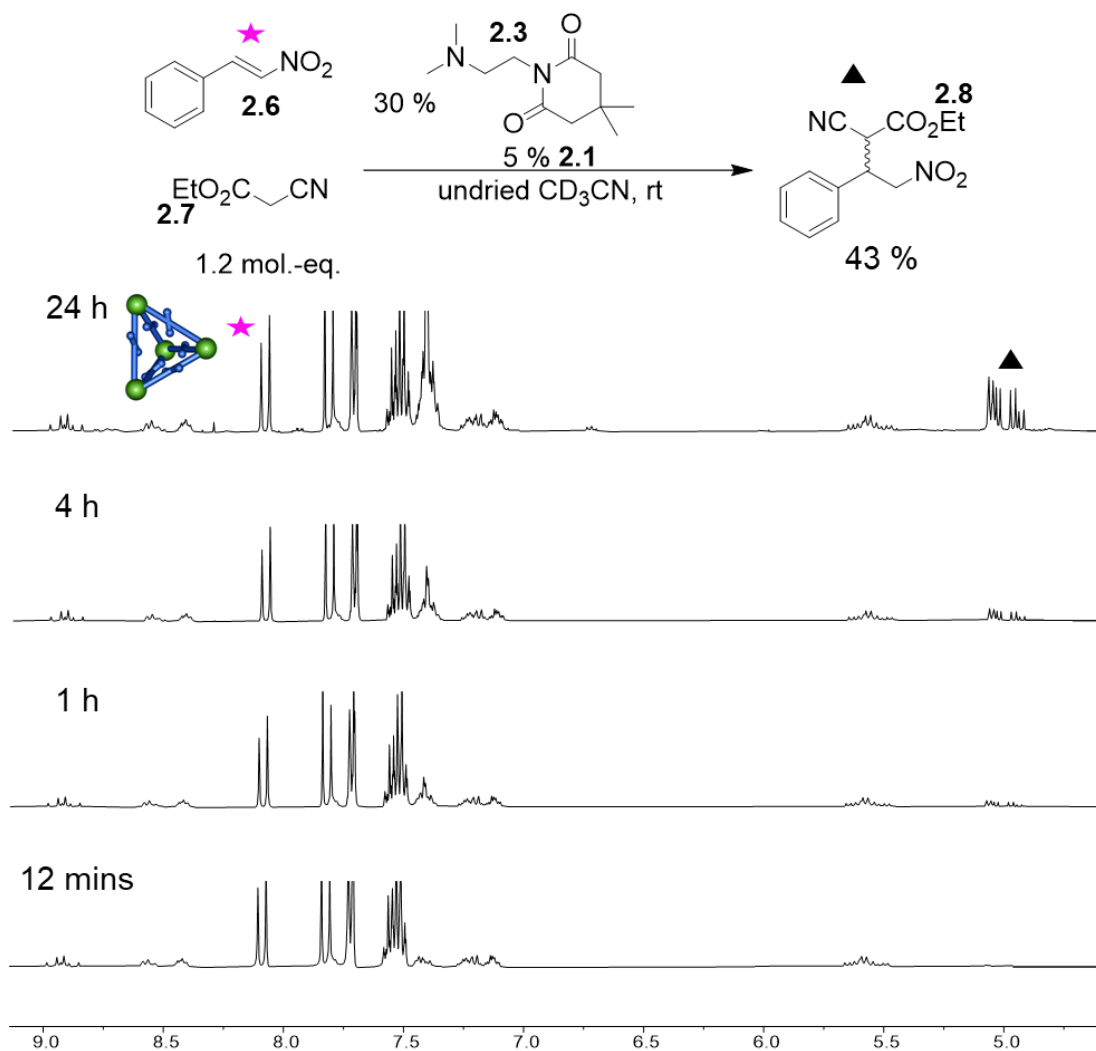 2.3
O
N
N
NO₂
2.6
30 %
O
2.8
NC
CO₂Et
EtO₂C
CN
2.7
5 % 2.1
undried CD₃CN, rt
NO₂
1.2 mol.-eq.
43 %
24 h
4 h
1 h
12 mins
9.0 8.5 8.0 7.5 7.0 6.5 6.0 5.5 5.0